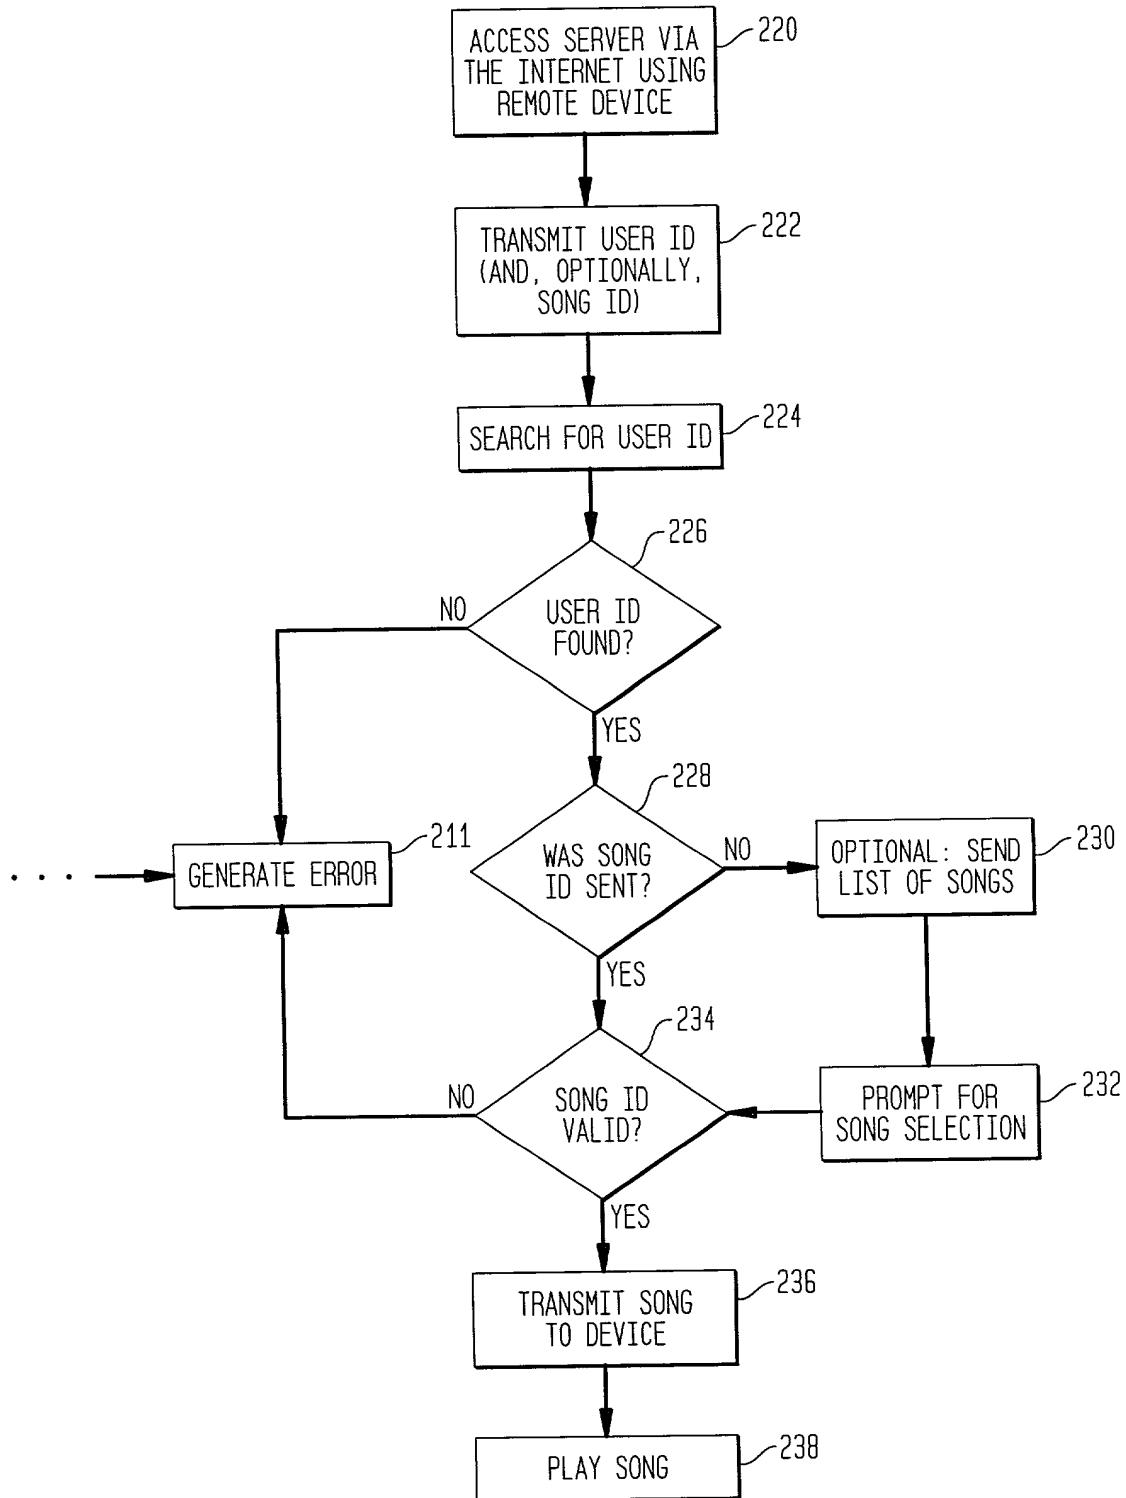 ACCESS SERVER VIA
THE INTERNET USING
REMOTE DEVICE
220
TRANSMIT USER ID
(AND, OPTIONALLY,
SONG ID)
222
SEARCH FOR USER ID
224
226
USER ID
FOUND?
NO
YES
228
WAS SONG
ID SENT?
NO
YES
OPTIONAL: SEND
LIST OF SONGS
230
211
. . .
GENERATE ERROR
234
SONG ID
VALID?
NO
YES
PROMPT FOR
SONG SELECTION
232
TRANSMIT SONG
TO DEVICE
236
PLAY SONG
238